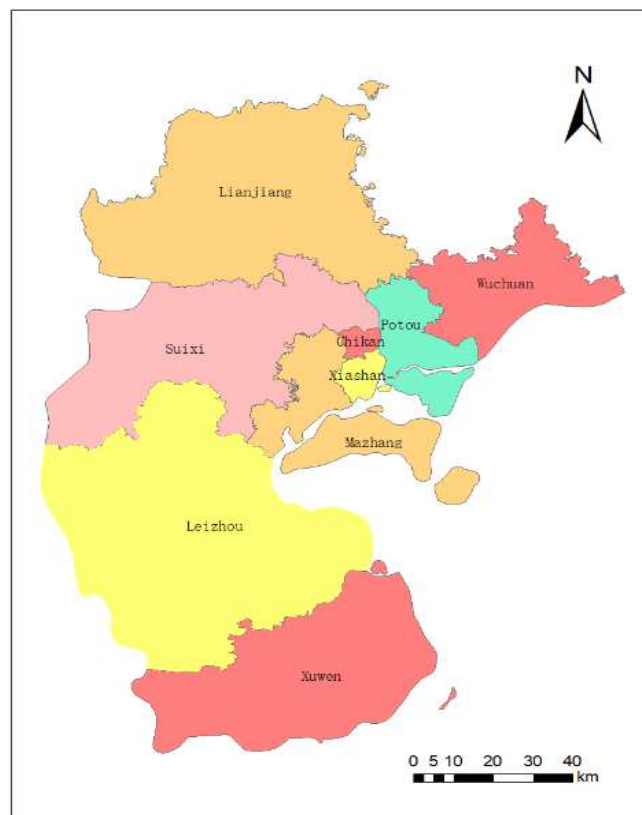 N
Lianjiang
Wuchuan
Potou
Chikan
Suixi
Xiashan
Mazhang
Leizhou
Xuwen
0 5 10 20 30 40
km